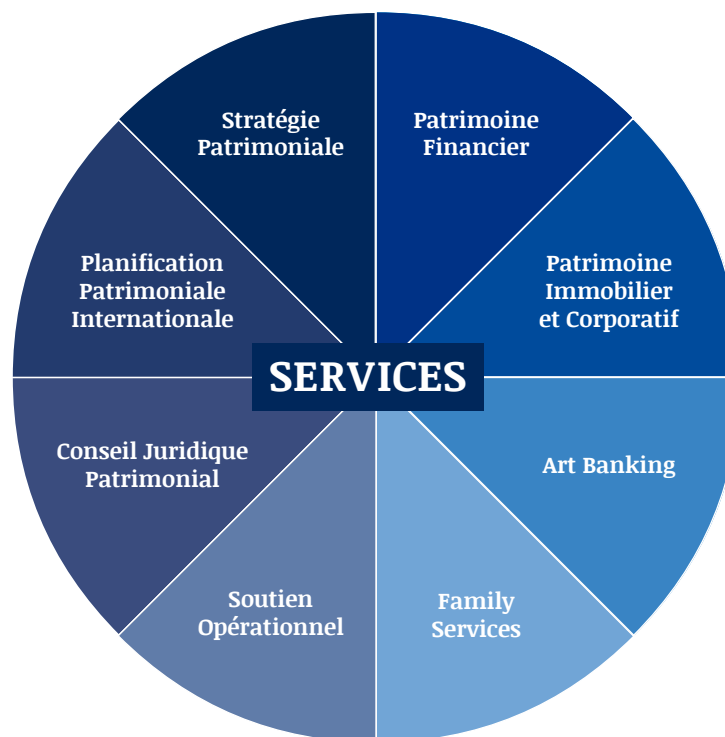 Stratégie
Patrimoniale
Patrimoine
Financier
Planification
Patrimoniale
Internationale
Patrimoine
Immobilier
et Corporatif
SERVICES
Conseil Juridique
Patrimonial
Art Banking
Soutien
Opérationnel
Family
Services